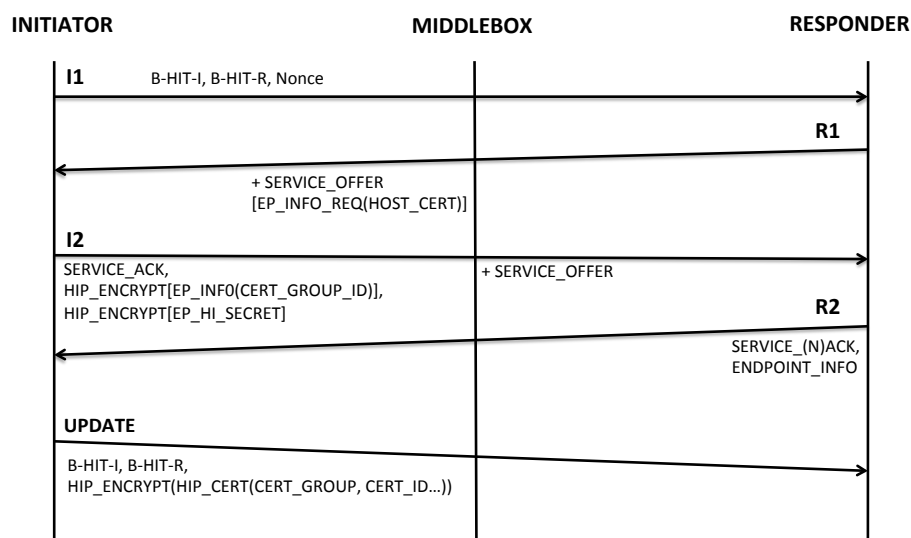 INITIATOR
MIDDLEBOX
RESPONDER
I1
B-HIT-I, B-HIT-R, Nonce
R1
+ SERVICE_OFFER
[EP_INFO_REQ(HOST_CERT)]
I2
SERVICE_ACK,
HIP_ENCRYPT[EP_INF0(CERT_GROUP_ID)],
HIP_ENCRYPT[EP_HI_SECRET]
+ SERVICE_OFFER
R2
SERVICE_(N)ACK,
ENDPOINT_INFO
UPDATE
B-HIT-I, B-HIT-R,
HIP_ENCRYPT(HIP_CERT(CERT_GROUP, CERT_ID…))